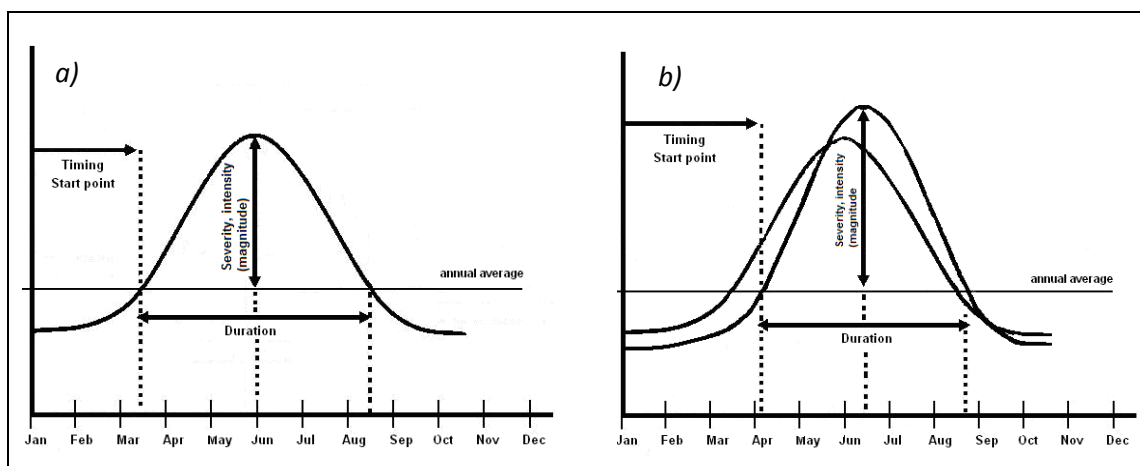 a)
Timing
Start point
Severity, intensity
(magnitude)
annual average
Duration
Jan Feb Mar Apr May Jun Jul Aug Sep Oct Nov Dec
b)
Timing
Start point
Severity, intensity
(magnitude
annual average
Duration
Jan Feb Mar Apr May Jun Jul Aug Sep Oct Nov Dec